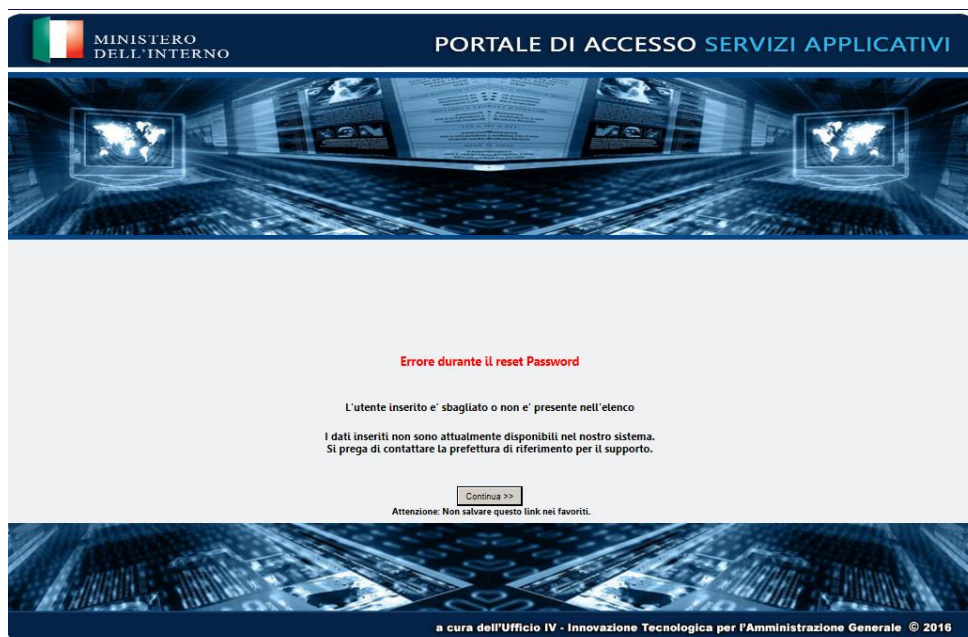 MINISTERO
DELL'INTERNO
PORTALE DI ACCESSO SERVIZI APPLICATIVI
Errore durante il reset Password
L'utente inserito e' sbagliato o non e' presente nell'elenco
I dati inseriti non sono attualmente disponibili nel nostro sistema.
Si prega di contattare la prefettura di riferimento per il supporto.
Continua >>
Attenzione: Non salvare questo link nei favoriti.
a cura dell'Ufficio IV - Innovazione Tecnologica per l'Amministrazione Generale © 2016